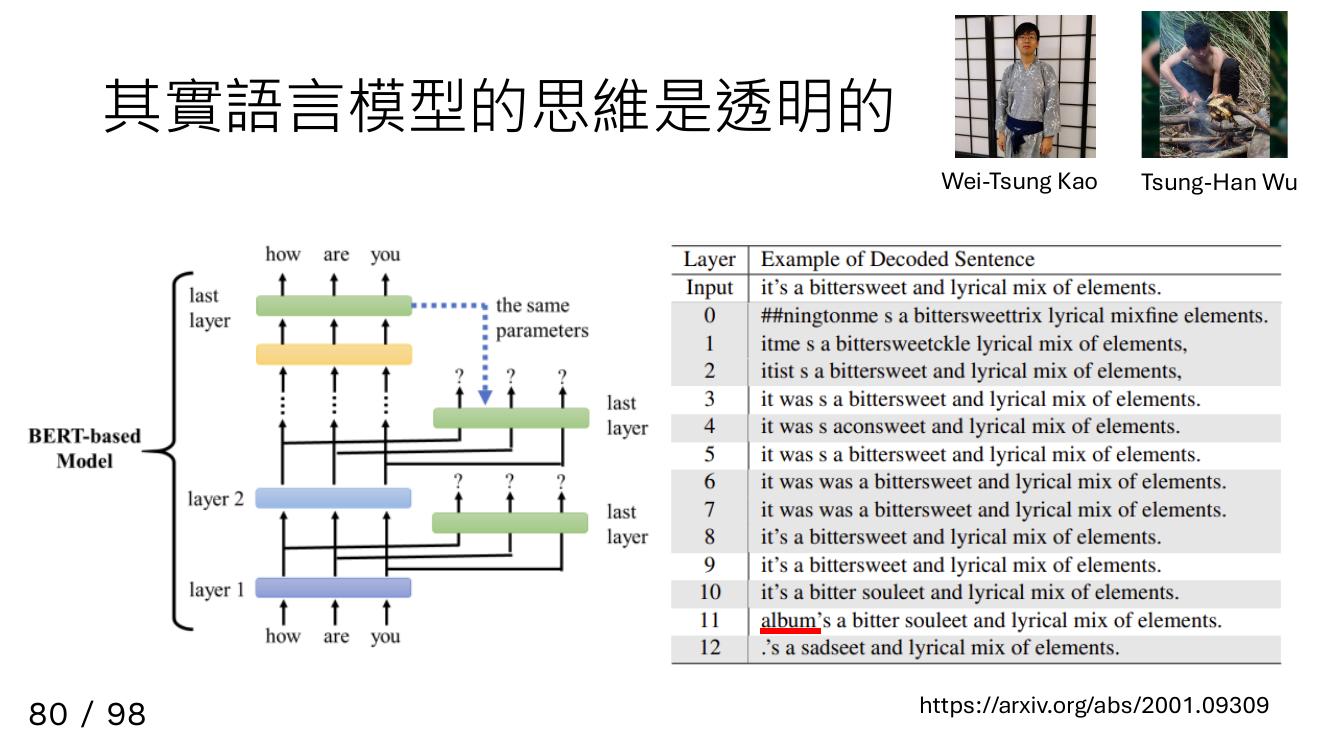 其實語言模型的思維是透明的
Wei-Tsung Kao
Tsung-Han Wu
how are you
last layer
the same parameters
? ? ?
last layer
BERT-based Model
? ? ?
layer 2
last layer
layer 1
how are you
Layer Example of Decoded Sentence
Input it's a bittersweet and lyrical mix of elements.
0 ##ningtonme s a bittersweettrix lyrical mixfine elements.
1 itme s a bittersweetckle lyrical mix of elements,
2 itist s a bittersweet and lyrical mix of elements,
3 it was s a bittersweet and lyrical mix of elements.
4 it was s aconsweet and lyrical mix of elements.
5 it was s a bittersweet and lyrical mix of elements.
6 it was was a bittersweet and lyrical mix of elements.
7 it was was a bittersweet and lyrical mix of elements.
8 it's a bittersweet and lyrical mix of elements.
9 it's a bittersweet and lyrical mix of elements.
10 it's a bitter souleet and lyrical mix of elements.
11 album's a bitter souleet and lyrical mix of elements.
12 .'s a sadseet and lyrical mix of elements.
80 / 98
https://arxiv.org/abs/2001.09309